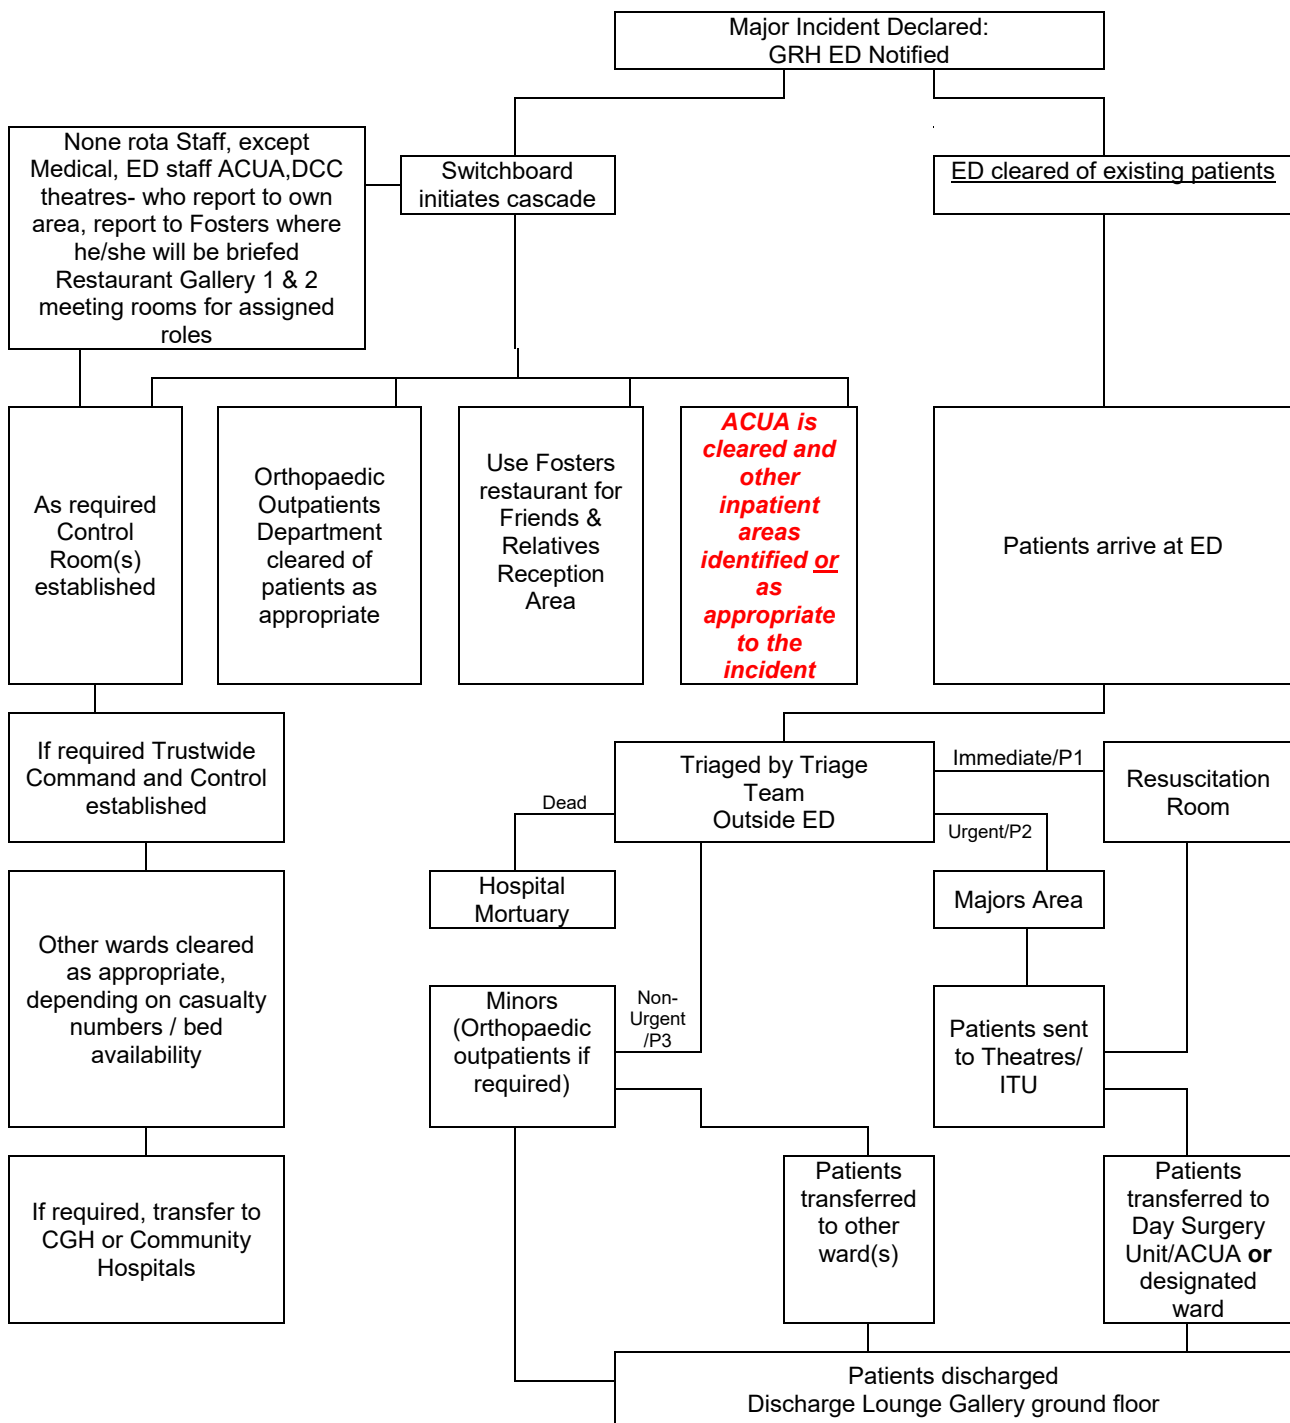 Major Incident Declared:
GRH ED Notified
None rota Staff, except
Medical, ED staff ACUA,DCC
theatres- who report to own
area, report to Fosters where
he/she will be briefed
Restaurant Gallery 1 & 2
meeting rooms for assigned
roles
Switchboard
initiates cascade
ED cleared of existing patients
As required
Control
Room(s)
established
Orthopaedic
Outpatients
Department
cleared of
patients as
appropriate
Use Fosters
restaurant for
Friends &
Relatives
Reception
Area
ACUA is
cleared and
other
inpatient
areas
identified or
as
appropriate
to the
incident
Patients arrive at ED
If required Trustwide
Command and Control
established
Triaged by Triage
Team
Outside ED
Immediate/P1
Resuscitation
Room
Dead
Urgent/P2
Hospital
Mortuary
Majors Area
Other wards cleared
as appropriate,
depending on casualty
numbers / bed
availability
Minors
(Orthopaedic
outpatients if
required)
Non-
Urgent
/P3
Patients sent
to Theatres/
ITU
If required, transfer to
CGH or Community
Hospitals
Patients
transferred
to other
ward(s)
Patients
transferred to
Day Surgery
Unit/ACUA or
designated
ward
Patients discharged
Discharge Lounge Gallery ground floor